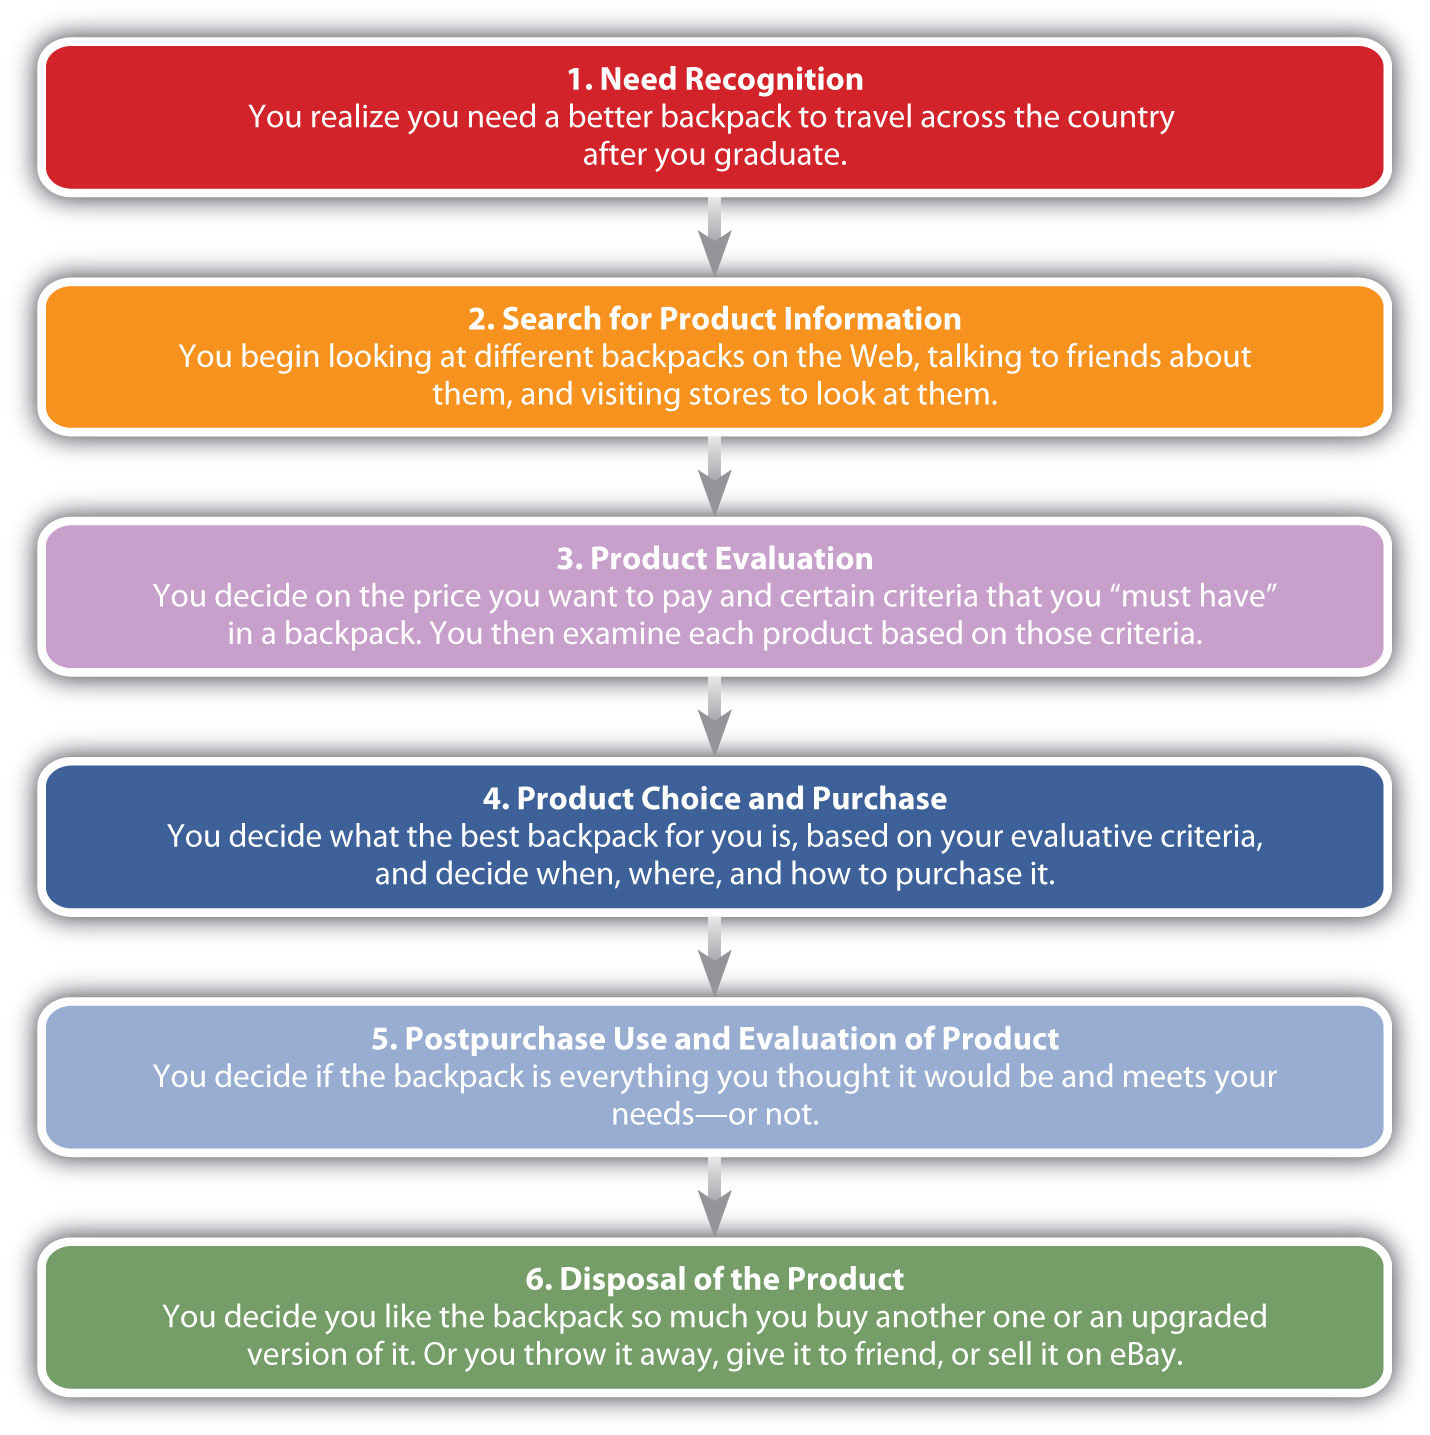 1. Need Recognition
You realize you need a better backpack to travel across the country
after you graduate.
2. Search for Product Information
You begin looking at different backpacks on the Web, talking to friends about
them, and visiting stores to look at them.
3. Product Evaluation
You decide on the price you want to pay and certain criteria that you “must have”
in a backpack. You then examine each product based on those criteria.
4. Product Choice and Purchase
You decide what the best backpack for you is, based on your evaluative criteria,
and decide when, where, and how to purchase it.
5. Postpurchase Use and Evaluation of Product
You decide if the backpack is everything you thought it would be and meets your
needs—or not.
6. Disposal of the Product
You decide you like the backpack so much you buy another one or an upgraded
version of it. Or you throw it away, give it to friend, or sell it on eBay.